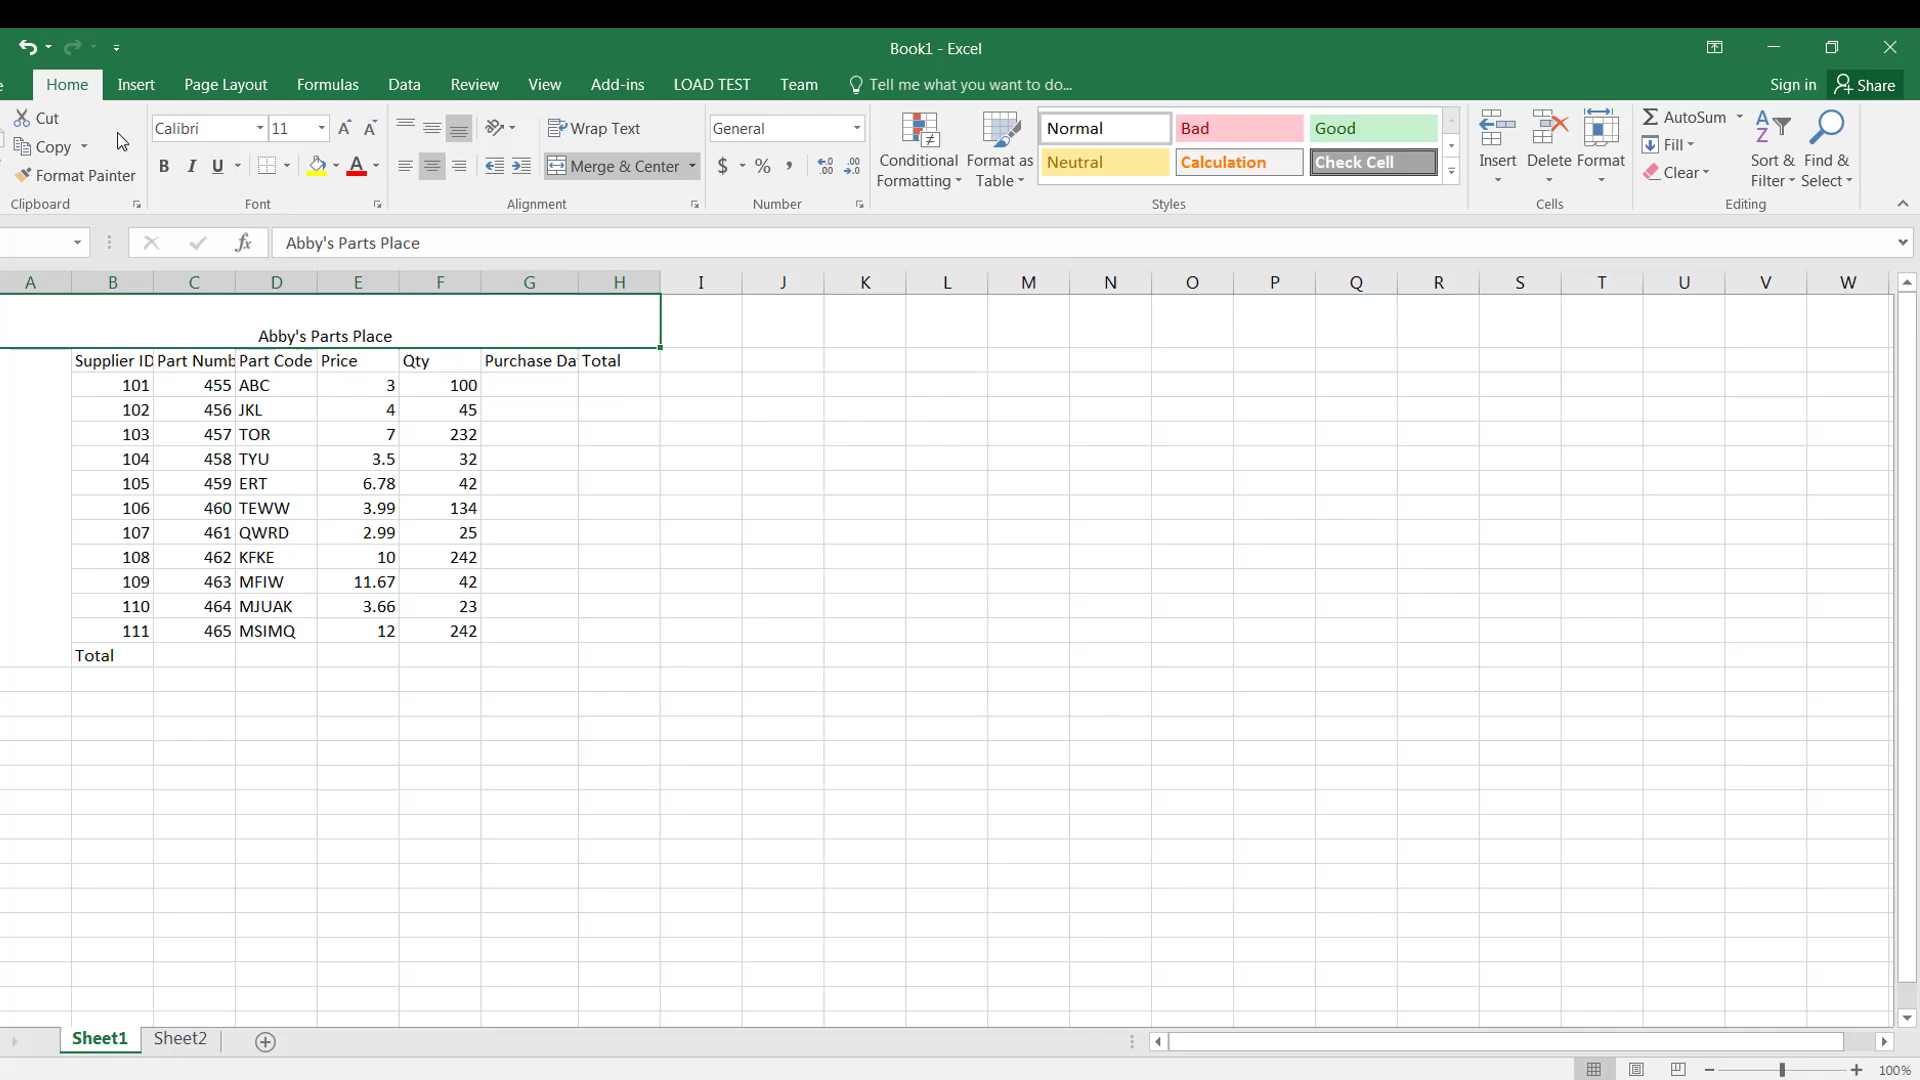 Book1 - Excel
Home Insert Page Layout Formulas Data Review View Add-ins LOAD TEST Team Tell me what you want to do... Sign in Share
Cut
Copy
Format Painter
Clipboard
Calibri 11
B I U A
Font
Wrap Text
Merge & Center
Alignment
General
$ % ,
Number
Conditional Formatting
Format as Table
Normal Bad Good
Neutral Calculation Check Cell
Styles
Insert Delete Format
Cells
AutoSum
Fill
Clear
Sort & Filter
Find & Select
Editing
fx Abby's Parts Place
A B C D E F G H I J K L M N O P Q R S T U V W
Abby's Parts Place
Supplier ID Part Numb Part Code Price Qty Purchase Da Total
101 455 ABC 3 100
102 456 JKL 4 45
103 457 TOR 7 232
104 458 TYU 3.5 32
105 459 ERT 6.78 42
106 460 TEWW 3.99 134
107 461 QWRD 2.99 25
108 462 KFKE 10 242
109 463 MFIW 11.67 42
110 464 MJUAK 3.66 23
111 465 MSIMQ 12 242
Total
Sheet1 Sheet2
100%